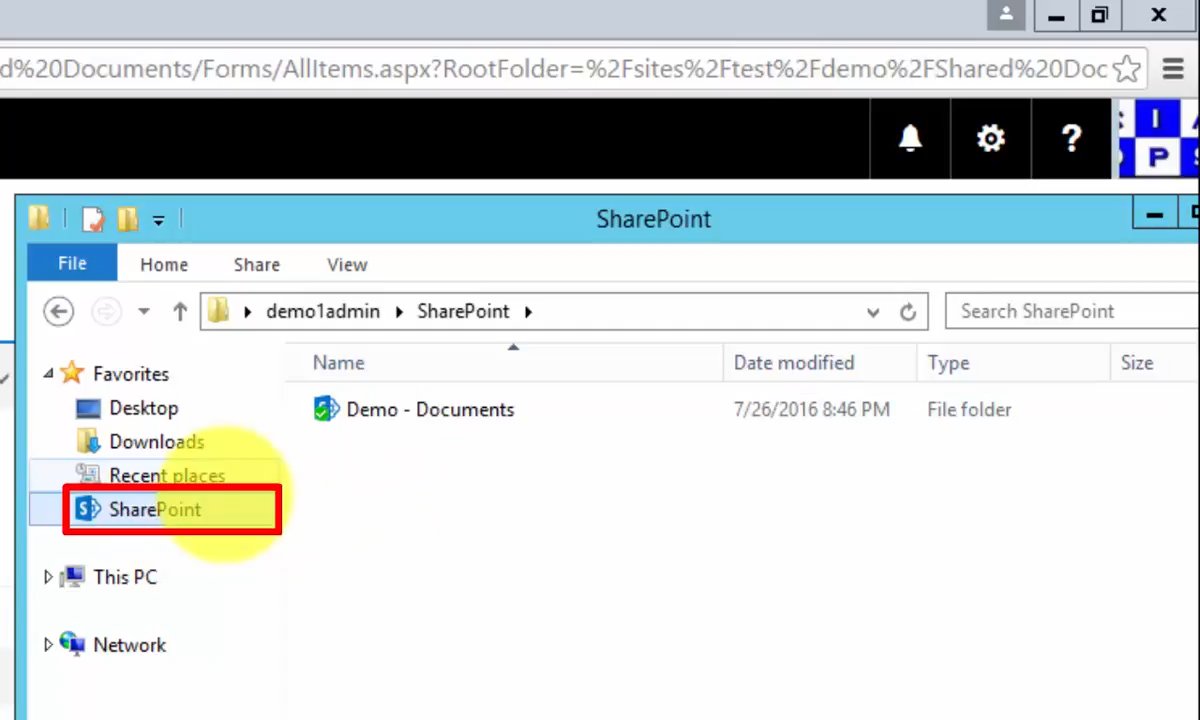 d%20Documents/Forms/AllItems.aspx?RootFolder=%2Fsites%2Ftest%2Fdemo%2FShared%20Doc
?
I
P
SharePoint
File Home Share View
demo1admin SharePoint
Search SharePoint
Name Date modified Type Size
Favorites
Desktop
Demo - Documents 7/26/2016 8:46 PM File folder
Downloads
Recent places
S SharePoint
This PC
Network